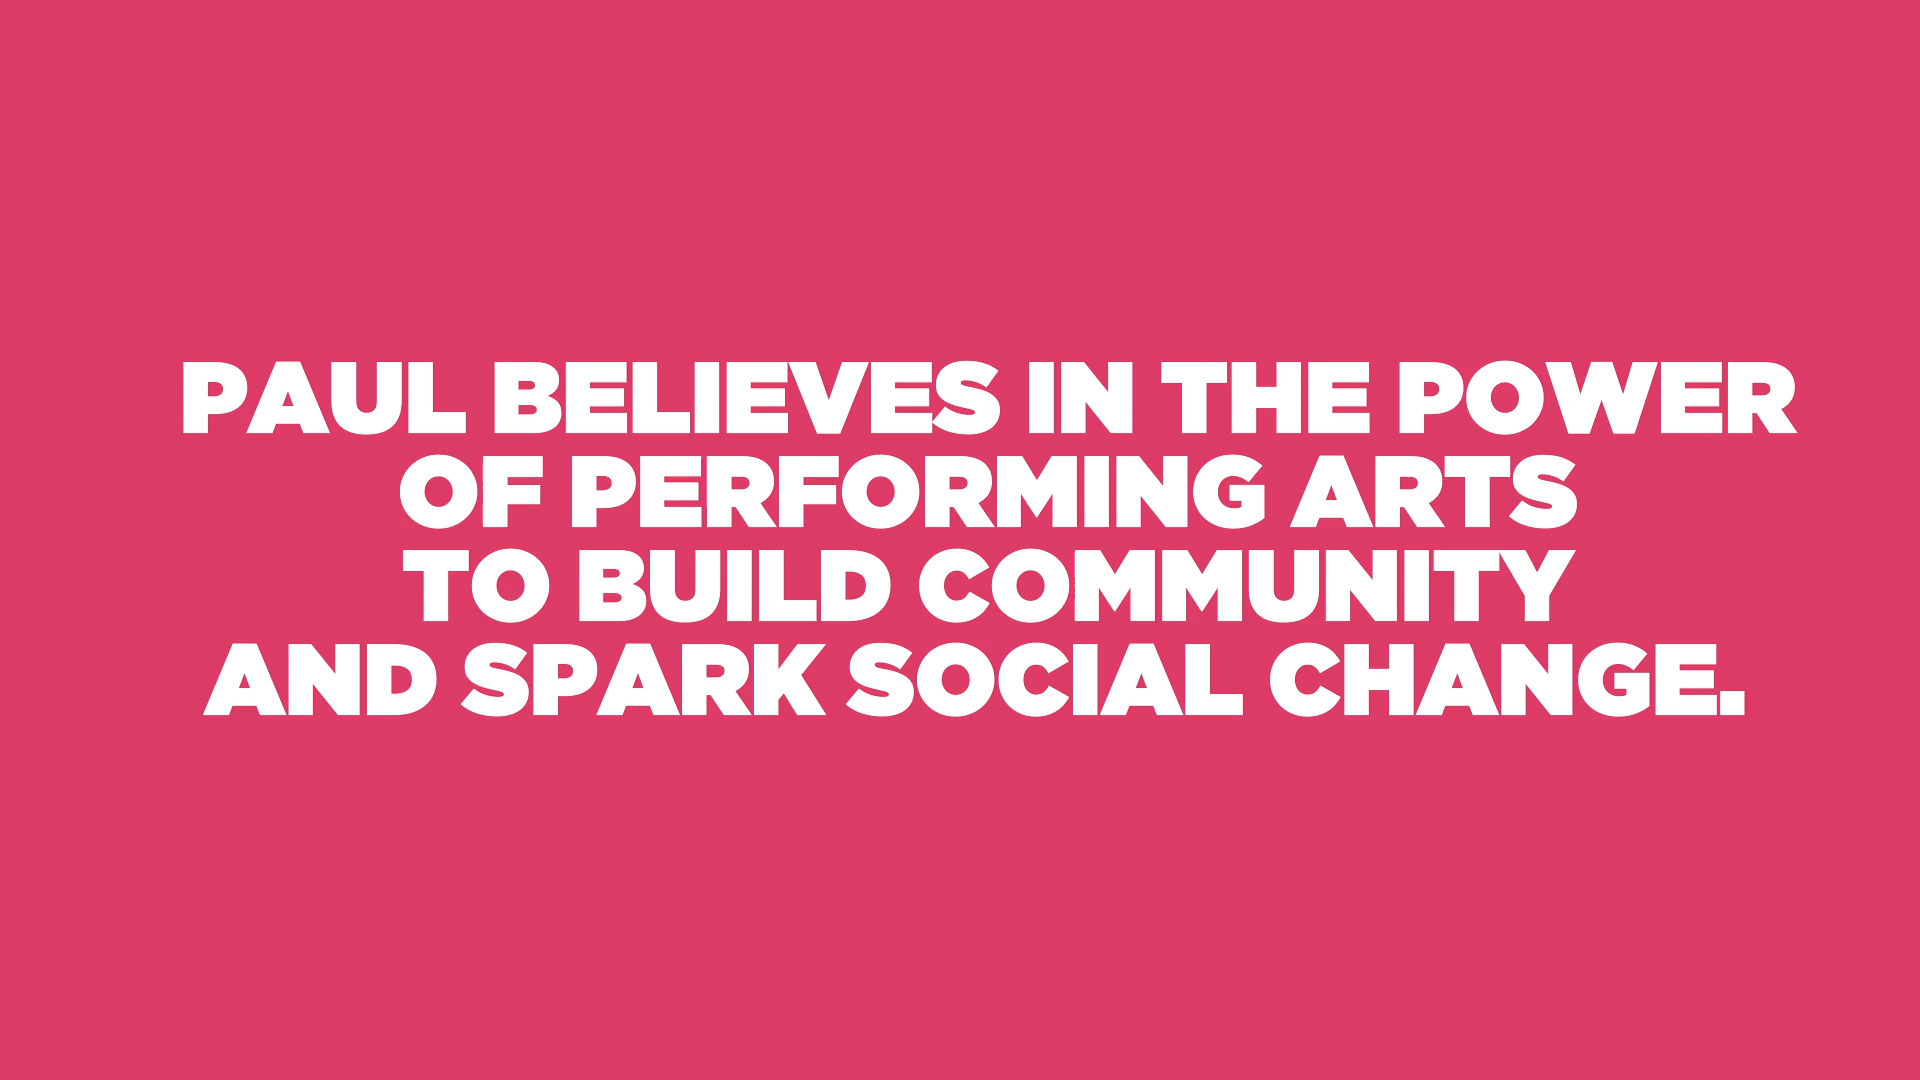 PAUL BELIEVES IN THE POWER
OF PERFORMING ARTS
TO BUILD COMMUNITY
AND SPARK SOCIAL CHANGE.